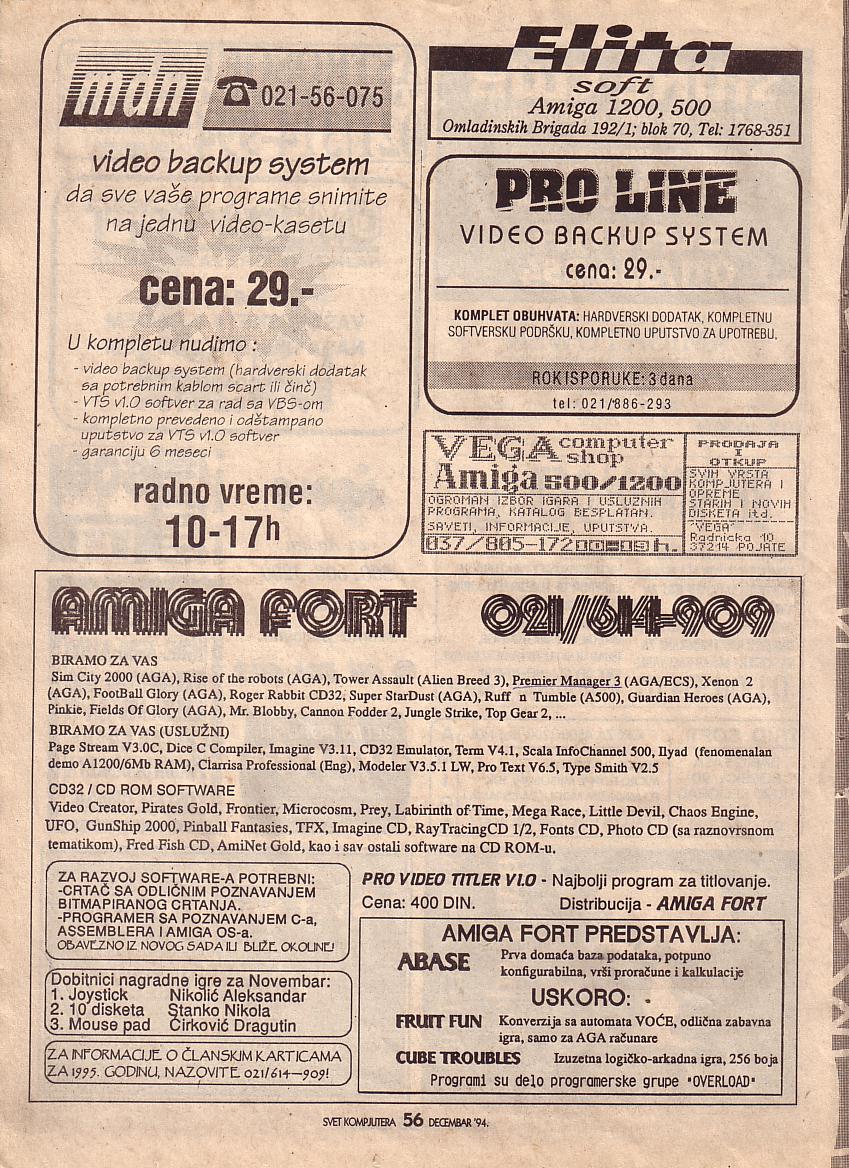 mdn
021-56-075
video backup system
da sve vaše programe snimite
na jednu video-kasetu
cena: 29.-
U kompletu nudimo :
- video backup system (hardverski dodatak
sa potrebnim kablom scart ili činč)
- VTS v1.0 softver za rad sa VBS-om
- kompletno prevedeno i odštampano
uputstvo za VTS v1.0 softver
- garanciju 6 meseci
radno vreme:
10-17h
Elita
soft
Amiga 1200, 500
Omladinskih Brigada 192/1; blok 70, Tel: 1768-351
PRO LINE
VIDEO BACKUP SYSTEM
cena: 29.-
KOMPLET OBUHVATA: HARDVERSKI DODATAK, KOMPLETNU
SOFTVERSKU PODRŠKU, KOMPLETNO UPUTSTVO ZA UPOTREBU.
ROK ISPORUKE: 3 dana
tel: 021/886-293
VEGA computer
shop
Amiga 500/1200
OGROMAN IZBOR IGARA I USLUZNIH
PROGRAMA, KATALOG BESPLATAN.
SAVETI, INFORMACIJE, UPUTSTVA.
037/805-172 00-09 h.
PRODAJA
I
OTKUP
SVIH VRSTA
KOMPJUTERA I
OPREME
STARIH I NOVIH
DISKETA itd.
"VEGA"
Radnicka 10
37214 POJATE
AMIGA FORT 021/614-909
BIRAMO ZA VAS
Sim City 2000 (AGA), Rise of the robots (AGA), Tower Assault (Alien Breed 3), Premier Manager 3 (AGA/ECS), Xenon 2
(AGA), FootBall Glory (AGA), Roger Rabbit CD32, Super StarDust (AGA), Ruff n Tumble (A500), Guardian Heroes (AGA),
Pinkie, Fields Of Glory (AGA), Mr. Blobby, Cannon Fodder 2, Jungle Strike, Top Gear 2, ...
BIRAMO ZA VAS (USLUŽNI)
Page Stream V3.0C, Dice C Compiler, Imagine V3.11, CD32 Emulator, Term V4.1, Scala InfoChannel 500, Ilyad (fenomenalan
demo A1200/6Mb RAM), Clarrisa Professional (Eng), Modeler V3.5.1 LW, Pro Text V6.5, Type Smith V2.5
CD32 / CD ROM SOFTWARE
Video Creator, Pirates Gold, Frontier, Microcosm, Prey, Labirinth of Time, Mega Race, Little Devil, Chaos Engine,
UFO, GunShip 2000, Pinball Fantasies, TFX, Imagine CD, RayTracingCD 1/2, Fonts CD, Photo CD (sa raznovrsnom
tematikom), Fred Fish CD, AmiNet Gold, kao i sav ostali software na CD ROM-u.
ZA RAZVOJ SOFTWARE-A POTREBNI:
-CRTAČ SA ODLIČNIM POZNAVANJEM
BITMAPIRANOG CRTANJA.
-PROGRAMER SA POZNAVANJEM C-a,
ASSEMBLERA I AMIGA OS-a.
OBAVEZNO IZ NOVOG SADA ILI BLIŽE OKOLINE!
Dobitnici nagradne igre za Novembar:
1. Joystick Nikolić Aleksandar
2. 10 disketa Stanko Nikola
3. Mouse pad Ćirković Dragutin
ZA INFORMACIJE O ČLANSKIM KARTICAMA
ZA 1995. GODINU, NAZOVITE 021/614-909!
PRO VIDEO TITLER V1.0 - Najbolji program za titlovanje.
Cena: 400 DIN. Distribucija - AMIGA FORT
AMIGA FORT PREDSTAVLJA:
ABASE Prva domaća baza podataka, potpuno
konfigurabilna, vrši proračune i kalkulacije
USKORO:
FRUIT FUN Konverzija sa automata VOĆE, odlična zabavna
igra, samo za AGA računare
CUBE TROUBLES Izuzetna logičko-arkadna igra, 256 boja
Programi su delo programerske grupe "OVERLOAD"
SVET KOMPJUTERA 56 DECEMBAR '94.